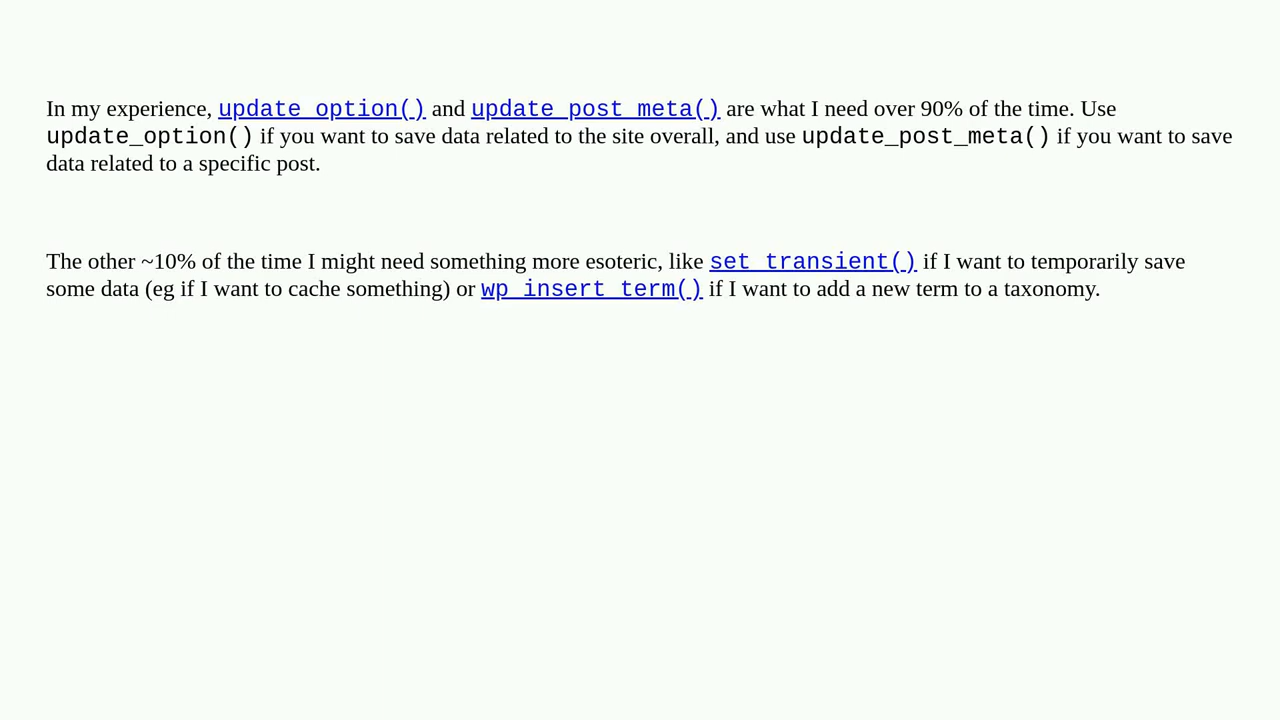 In my experience, update_option() and update_post_meta() are what I need over 90% of the time. Use
update_option() if you want to save data related to the site overall, and use update_post_meta() if you want to save
data related to a specific post.
The other ~10% of the time I might need something more esoteric, like set_transient() if I want to temporarily save
some data (eg if I want to cache something) or wp_insert_term() if I want to add a new term to a taxonomy.